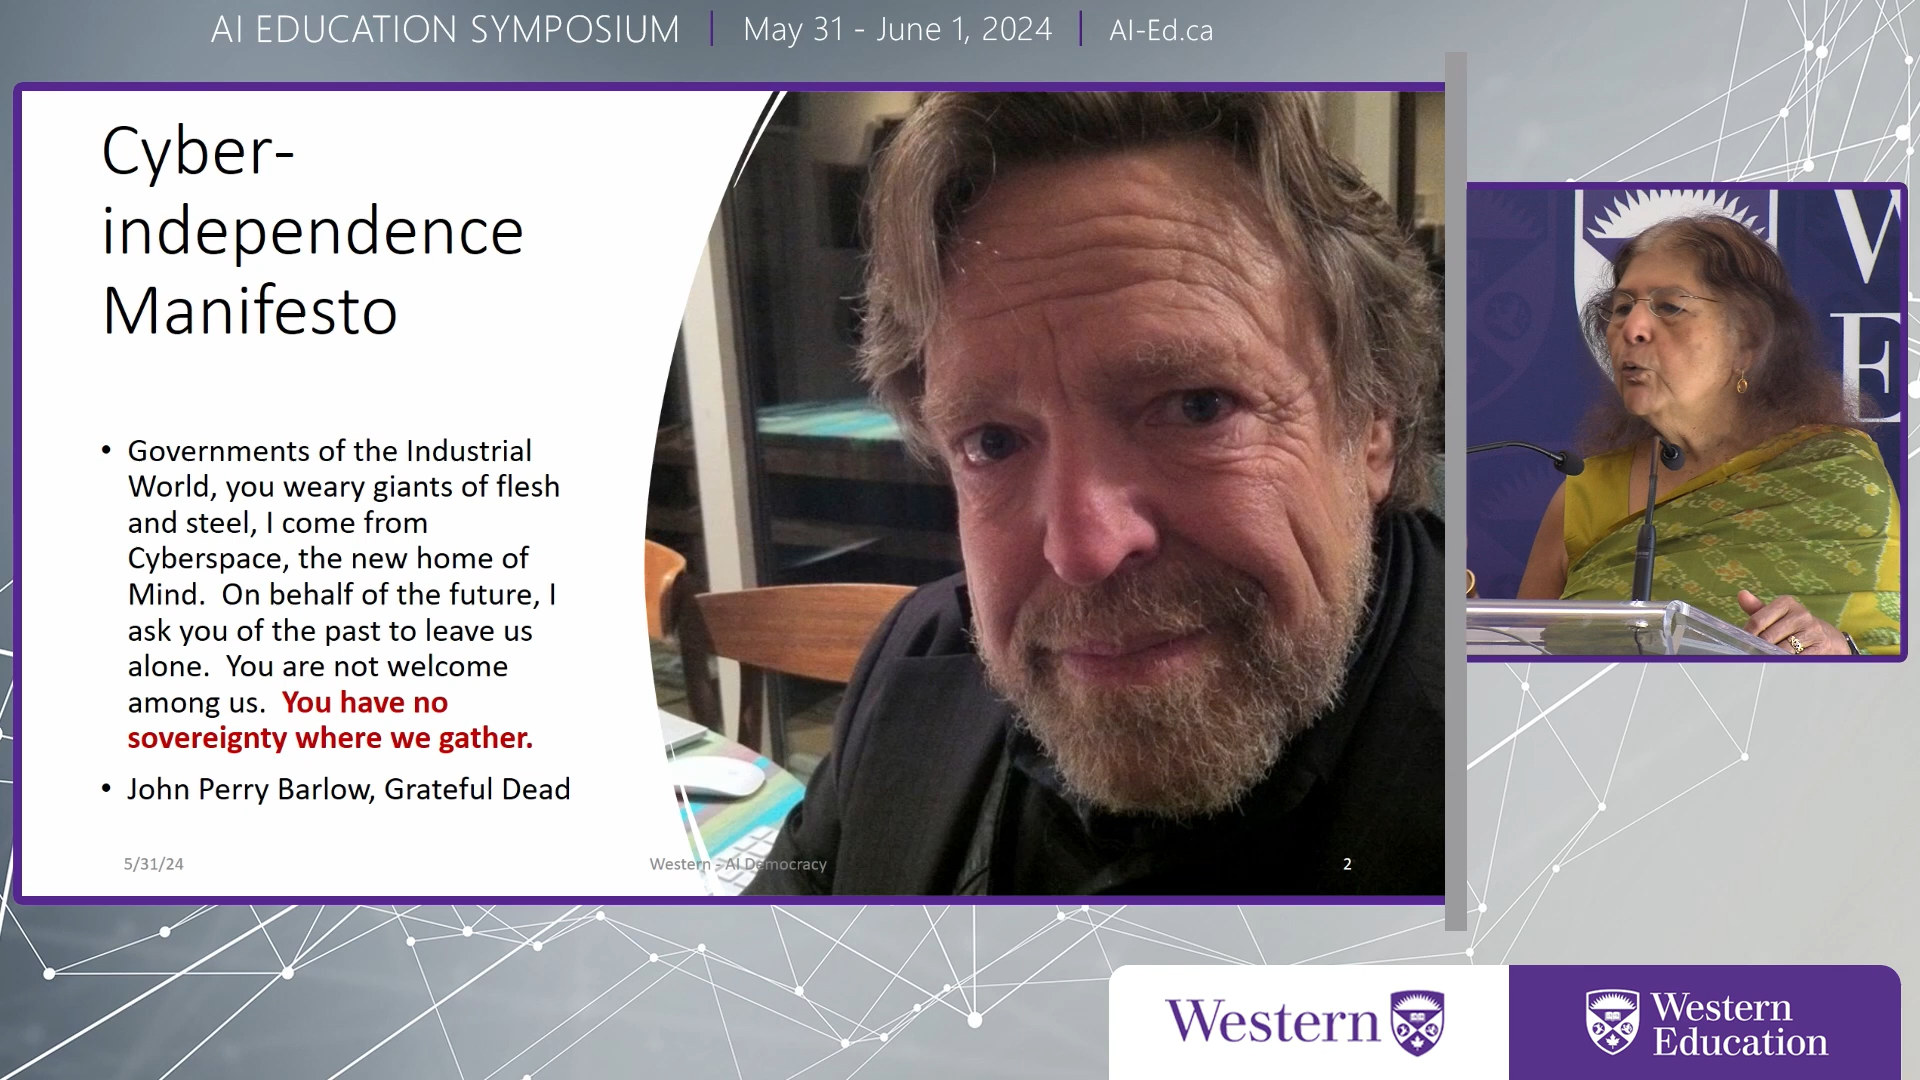 AI EDUCATION SYMPOSIUM | May 31 - June 1, 2024 | AI-Ed.ca
Cyber-
independence
Manifesto
• Governments of the Industrial
World, you weary giants of flesh
and steel, I come from
Cyberspace, the new home of
Mind.  On behalf of the future, I
ask you of the past to leave us
alone.  You are not welcome
among us.  You have no
sovereignty where we gather.
• John Perry Barlow, Grateful Dead
5/31/24
Western - AI Democracy
2
W
E
Western
Western
Education